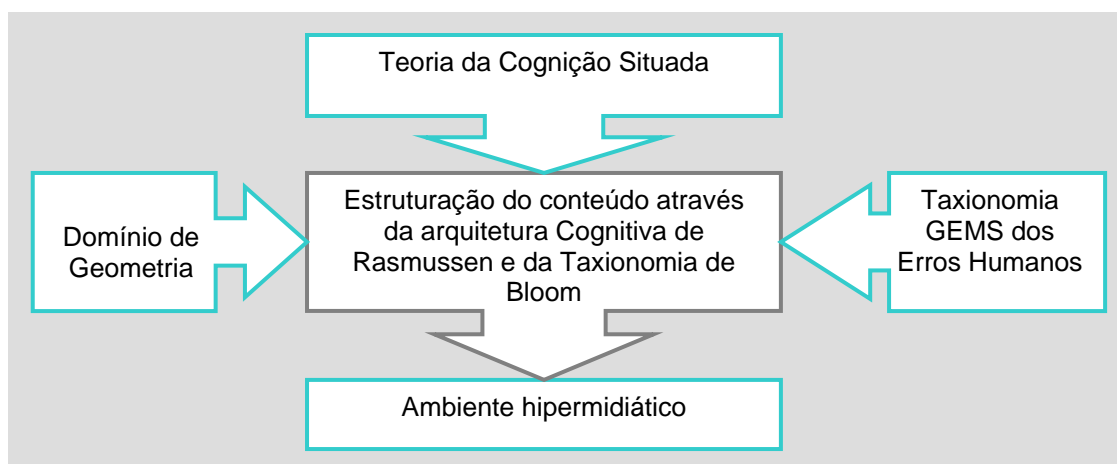 Teoria da Cognição Situada
Domínio de
Geometria
Estruturação do conteúdo através
da arquitetura Cognitiva de
Rasmussen e da Taxionomia de
Bloom
Taxionomia
GEMS dos
Erros Humanos
Ambiente hipermidiático